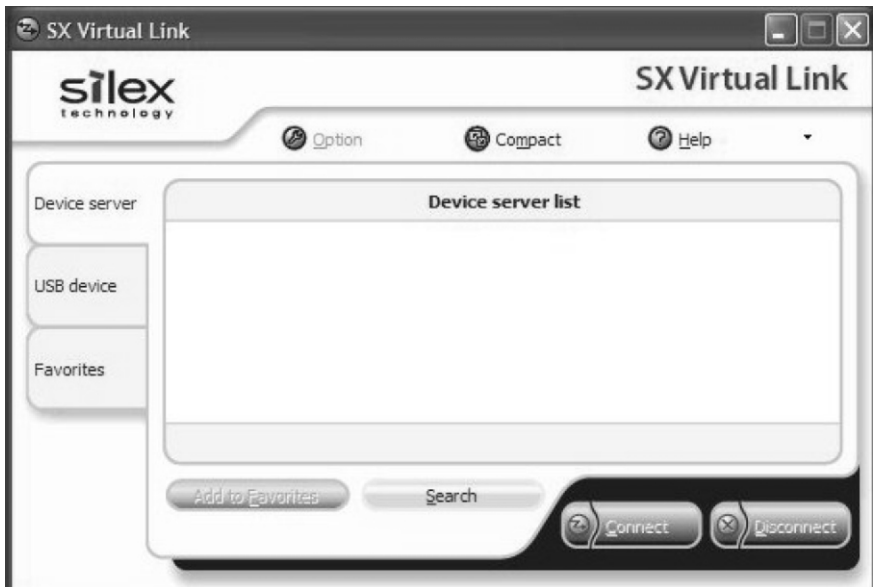 SX Virtual Link
silex
technology
SX Virtual Link
Option
Compact
Help
Device server
Device server list
USB device
Favorites
Add to Favorites
Search
Connect
Disconnect